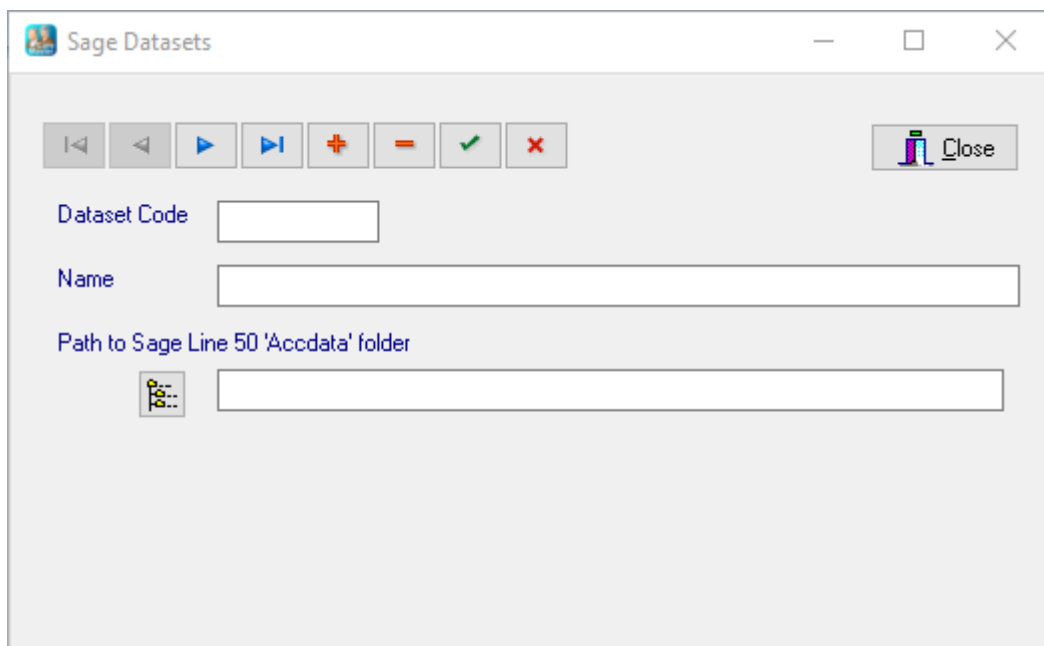 Sage Datasets
Close
Dataset Code
Name
Path to Sage Line 50 'Accdata' folder